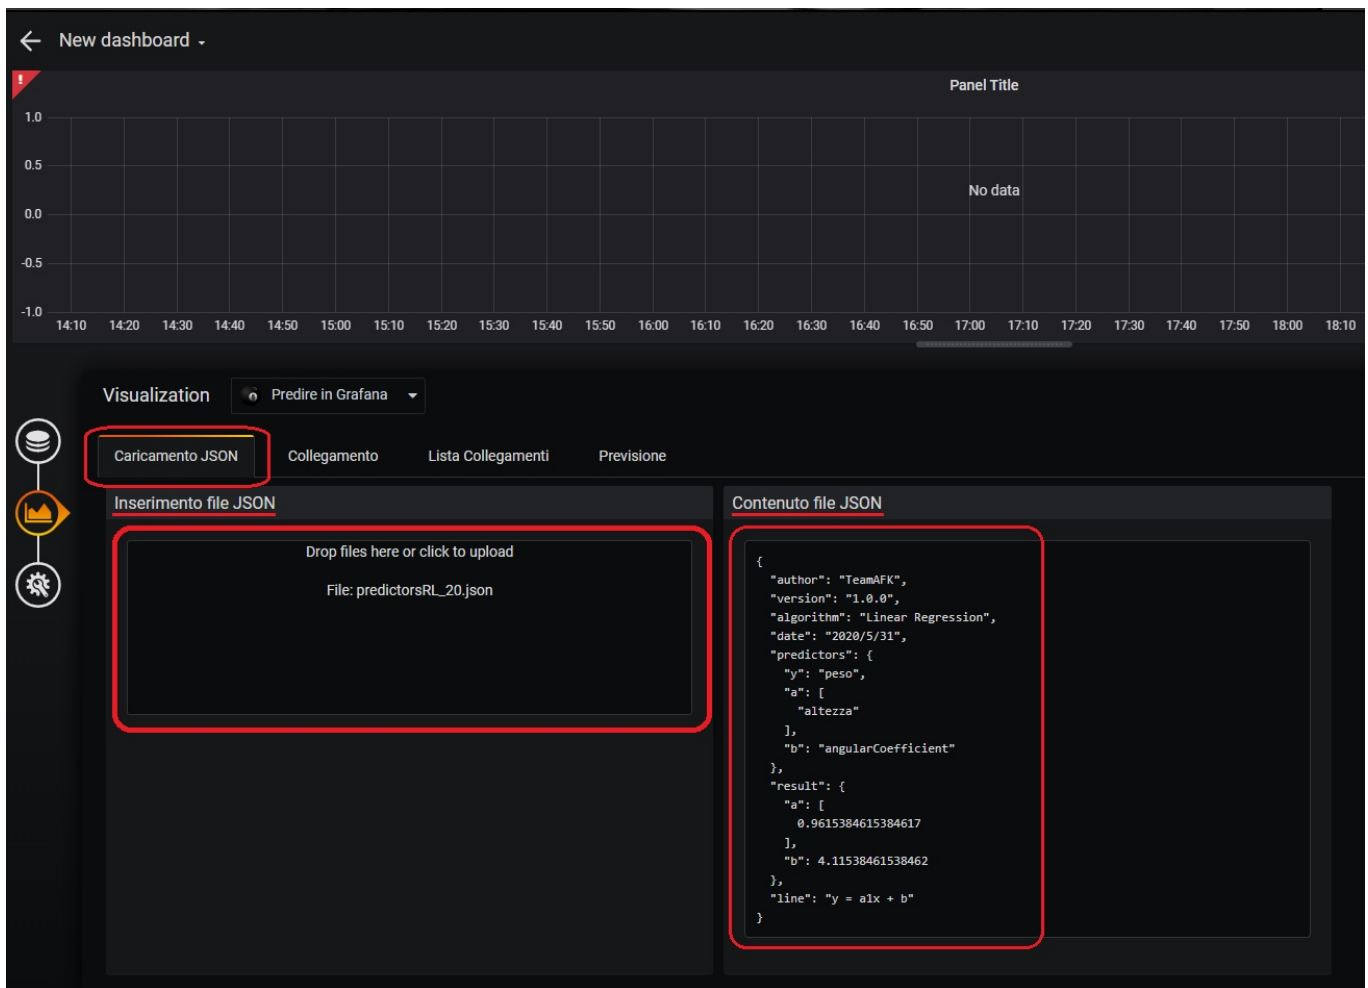 New dashboard
!
Panel Title
1.0
0.5
No data
0.0
-0.5
-1.0
14:10 14:20 14:30 14:40 14:50 15:00 15:10 15:20 15:30 15:40 15:50 16:00 16:10 16:20 16:30 16:40 16:50 17:00 17:10 17:20 17:30 17:40 17:50 18:00 18:10
Visualization Predire in Grafana
Caricamento JSON Collegamento Lista Collegamenti Previsione
Inserimento file JSON
Drop files here or click to upload
File: predictorsRL_20.json
Contenuto file JSON
{
"author": "TeamAFK",
"version": "1.0.0",
"algorithm": "Linear Regression",
"date": "2020/5/31",
"predictors": {
"y": "peso",
"a": [
"altezza"
],
"b": "angularCoefficient"
},
"result": {
"a": [
0.9615384615384617
],
"b": 4.11538461538462
},
"line": "y = a1x + b"
}